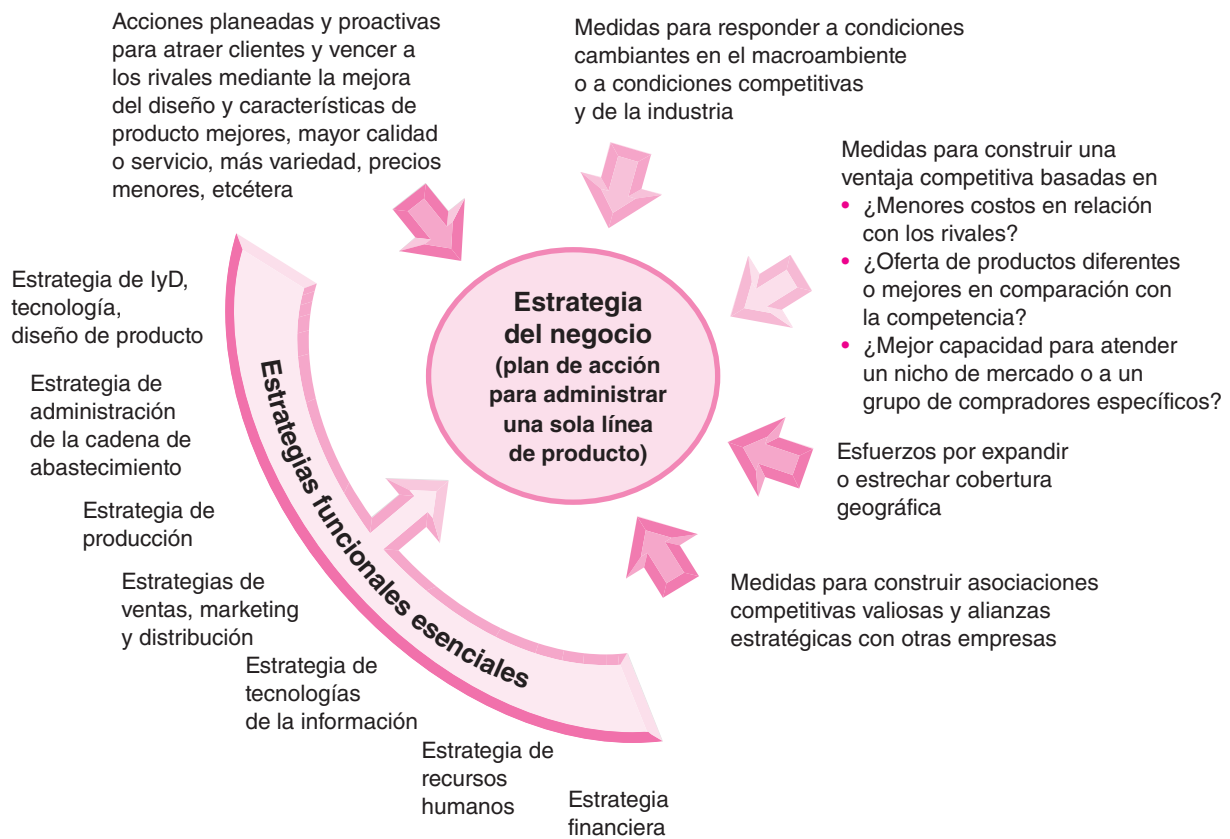 Acciones planeadas y proactivas
para atraer clientes y vencer a
los rivales mediante la mejora
del diseño y características de
producto mejores, mayor calidad
o servicio, más variedad, precios
menores, etcétera
Medidas para responder a condiciones
cambiantes en el macroambiente
o a condiciones competitivas
y de la industria
Medidas para construir una
ventaja competitiva basadas en
• ¿Menores costos en relación
con los rivales?
• ¿Oferta de productos diferentes
o mejores en comparación con
la competencia?
• ¿Mejor capacidad para atender
un nicho de mercado o a un
grupo de compradores específicos?
Esfuerzos por expandir
o estrechar cobertura
geográfica
Medidas para construir asociaciones
competitivas valiosas y alianzas
estratégicas con otras empresas
Estrategia
del negocio
(plan de acción
para administrar
una sola línea
de producto)
Estrategias funcionales esenciales
Estrategia de IyD,
tecnología,
diseño de producto
Estrategia de
administración
de la cadena de
abastecimiento
Estrategia de
producción
Estrategias de
ventas, marketing
y distribución
Estrategia de
tecnologías
de la información
Estrategia de
recursos
humanos
Estrategia
financiera